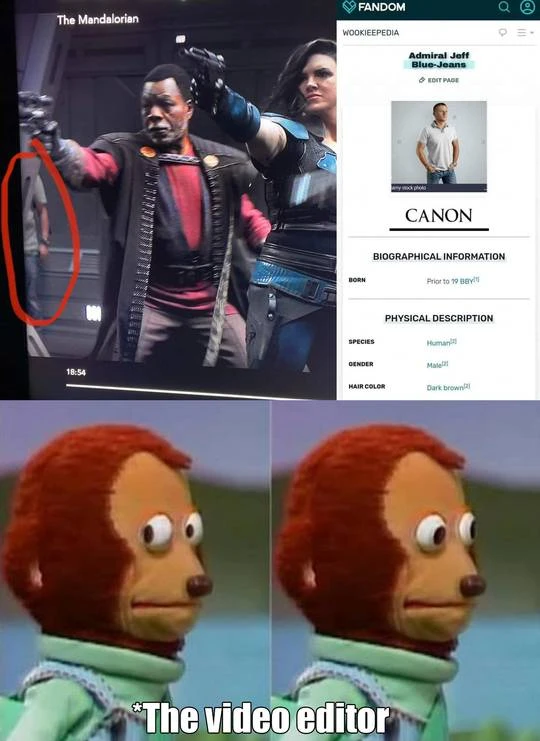 The Mandalorian
18:54
FANDOM
WOOKIEEPEDIA
Admiral Jeff
Blue-Jeans
EDIT PAGE
amy stock photo
CANON
BIOGRAPHICAL INFORMATION
BORN Prior to 19 BBY[1]
PHYSICAL DESCRIPTION
SPECIES Human[2]
GENDER Male[2]
HAIR COLOR Dark brown[2]
*The video editor